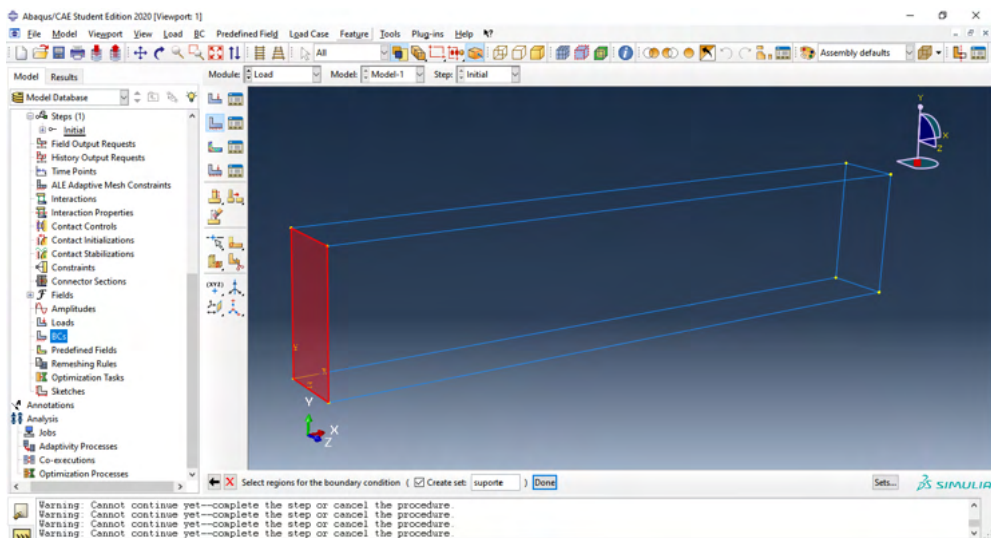 Abaqus/CAE Student Edition 2020 [Viewport: 1]
File Model Viewport View Load BC Predefined Field Load Case Feature Tools Plug-ins Help
All Assembly defaults
Model Results Module: Load Model: Model-1 Step: Initial
Model Database
Steps (1)
Initial
Field Output Requests
History Output Requests
Time Points
ALE Adaptive Mesh Constraints
Interactions
Interaction Properties
Contact Controls
Contact Initializations
Contact Stabilizations
Constraints
Connector Sections
Fields
Amplitudes
Loads
BCs
Predefined Fields
Remeshing Rules
Optimization Tasks
Sketches
Annotations
Analysis
Jobs
Adaptivity Processes
Co-executions
Optimization Processes
(XYZ)
Y
X
Z
Y
X
Z
Y
X
Z
Select regions for the boundary condition ( Create set: suporte ) Done Sets... SIMULIA
Warning: Cannot continue yet--complete the step or cancel the procedure.
Warning: Cannot continue yet--complete the step or cancel the procedure.
Warning: Cannot continue yet--complete the step or cancel the procedure.
Warning: Cannot continue yet--complete the step or cancel the procedure.